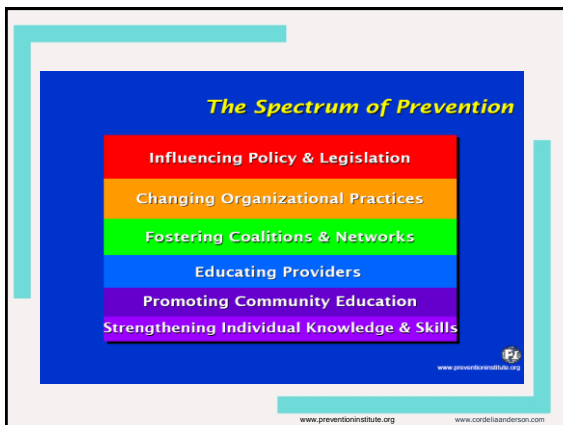 The Spectrum of Prevention
Influencing Policy & Legislation
Changing Organizational Practices
Fostering Coalitions & Networks
Educating Providers
Promoting Community Education
Strengthening Individual Knowledge & Skills
PI
www.preventioninstitute.org
www.preventioninstitute.org www.cordeliaanderson.com